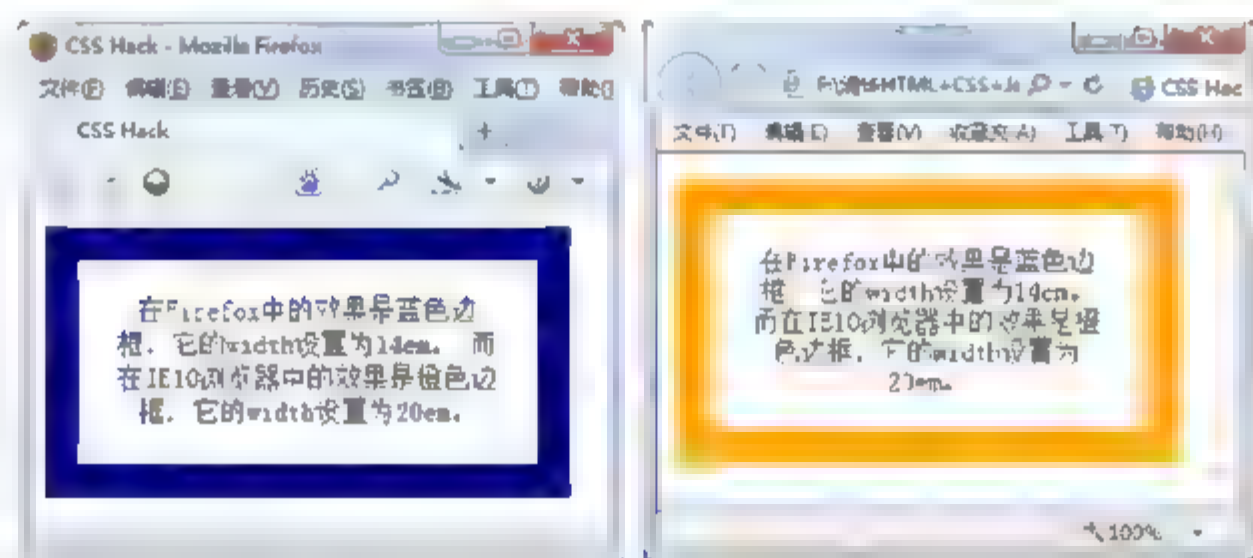 CSS Hack - Mozilla Firefox
文件(F) 编辑(E) 查看(V) 历史(S) 书签(B) 工具(T) 帮助(
CSS Hack
在Firefox中的效果是蓝色边
框，它的width设置为14em。 而
在IE10浏览器中的效果是橙色边
框，它的width设置为20em。
HTML+CSS+Ja
CSS Hac
文件(F) 编辑(E) 查看(V) 收藏夹(A) 工具(T) 帮助(H)
在Firefox中的效果是蓝色边
框，它的width设置为14em。
而在IE10浏览器中的效果是橙
色边框，它的width设置为
20em。
100%